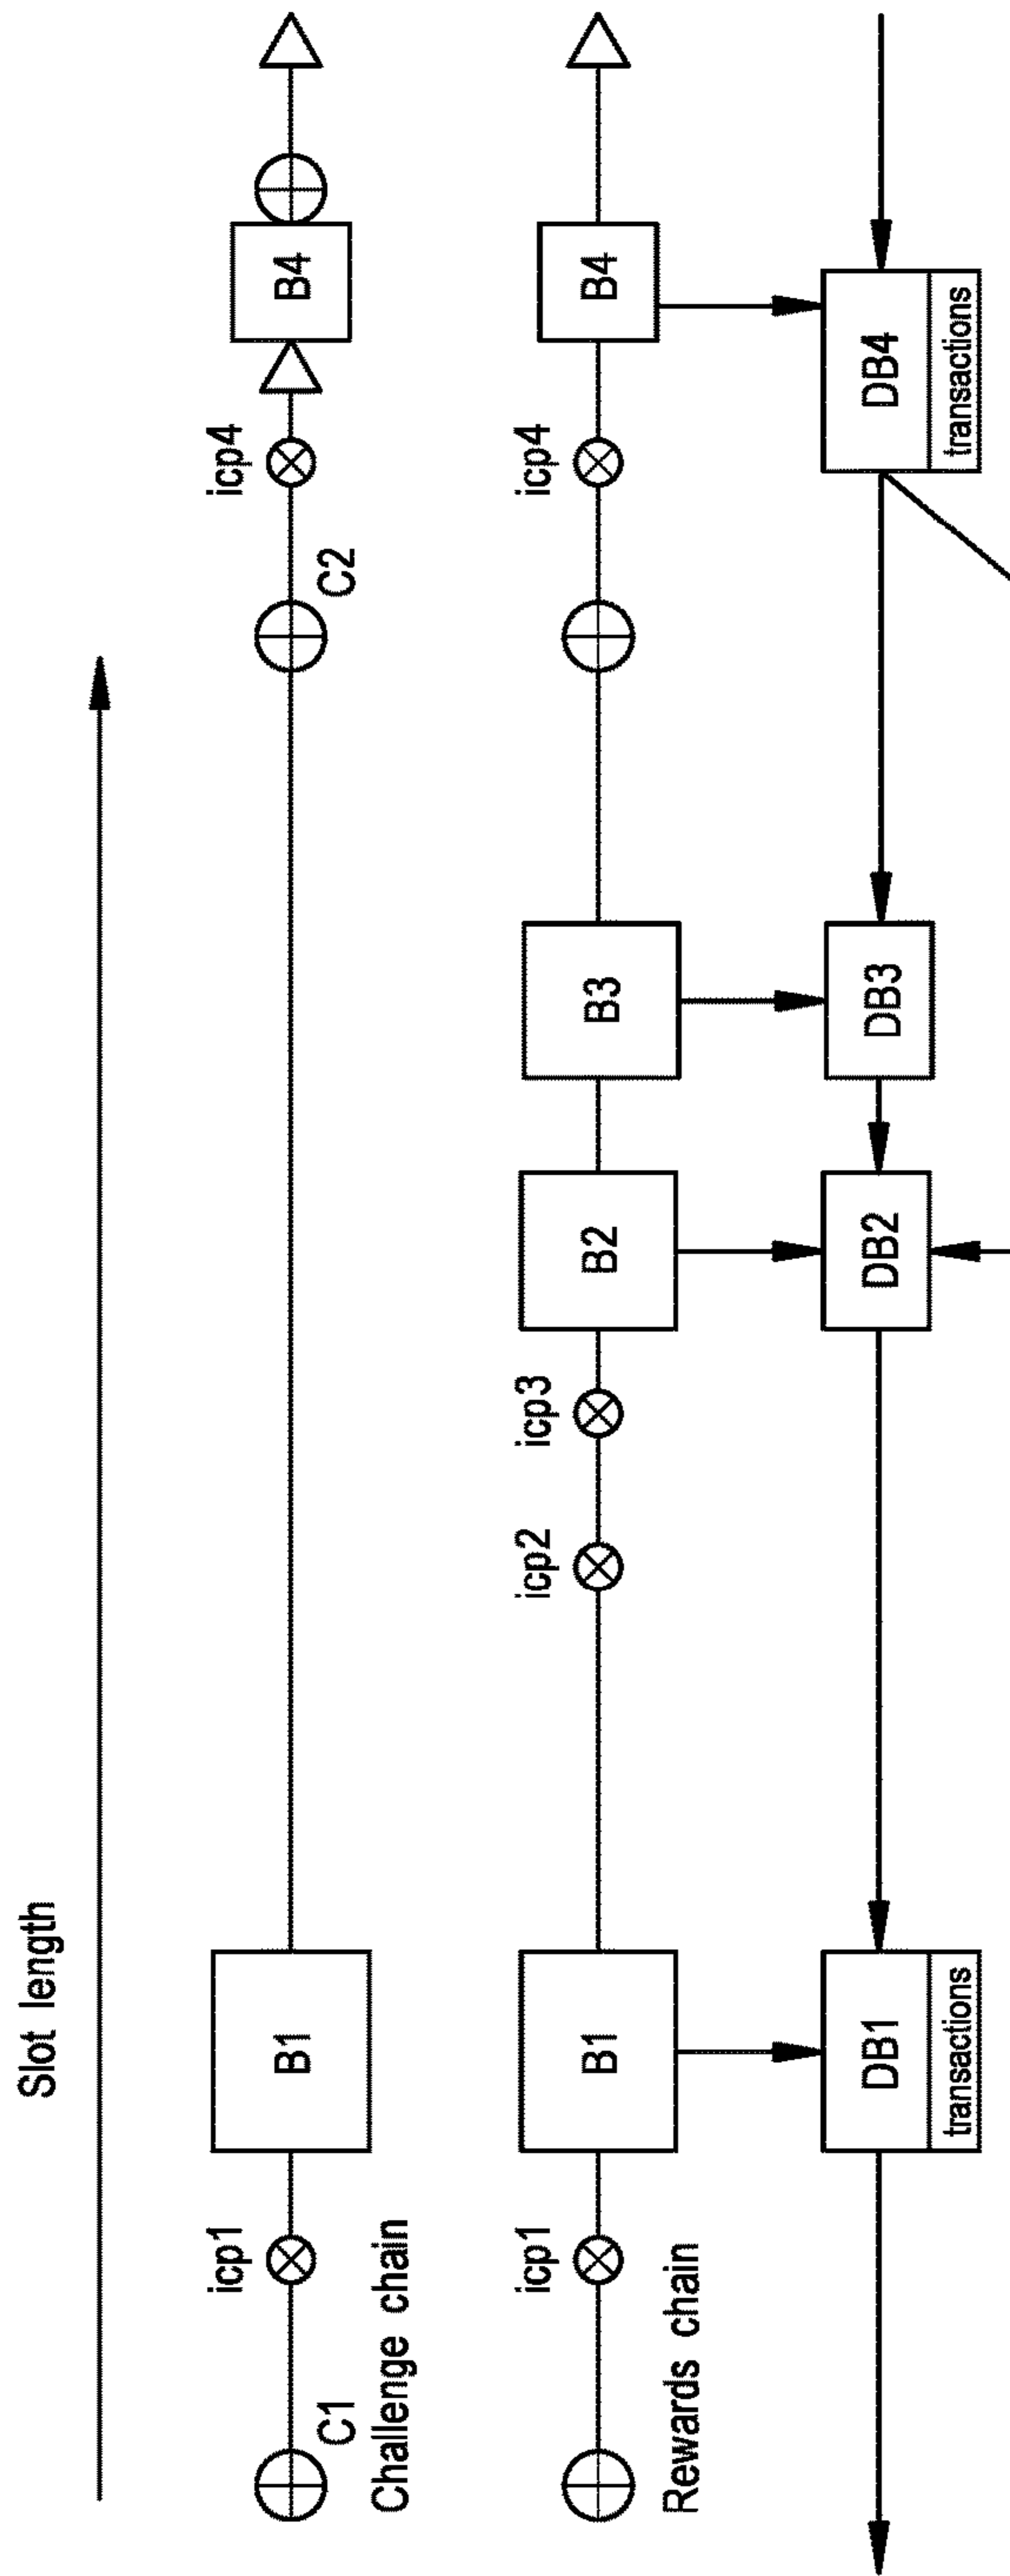 Slot length
icp1
B1
icp4
B4
C1
C2
Challenge chain
icp1
B1
icp2
icp3
B2
B3
icp4
B4
Rewards chain
DB1
transactions
DB2
DB3
DB4
transactions